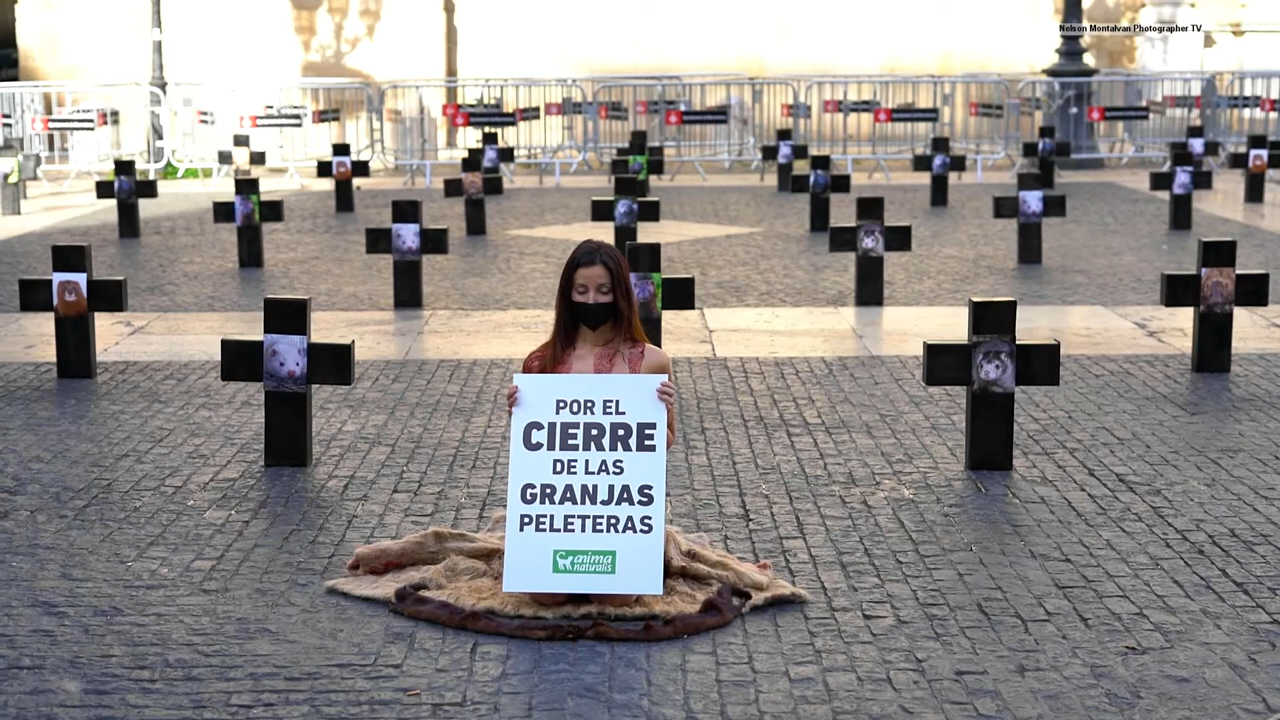 Nelson Montalvan Photographer TV
POR EL
CIERRE
DE LAS
GRANJAS
PELETERAS
anima
naturalis